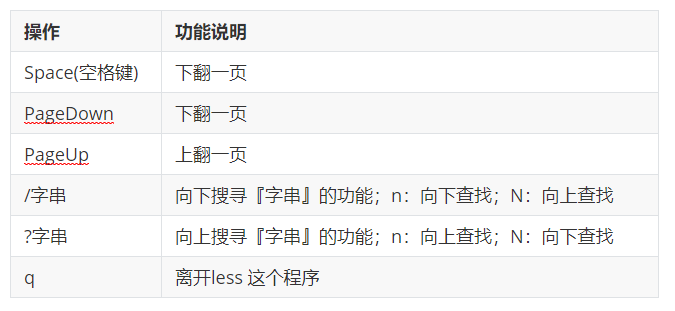 操作 功能说明
Space(空格键) 下翻一页
PageDown 下翻一页
PageUp 上翻一页
/字串 向下搜寻『字串』的功能；n：向下查找；N：向上查找
?字串 向上搜寻『字串』的功能；n：向上查找；N：向下查找
q 离开less 这个程序